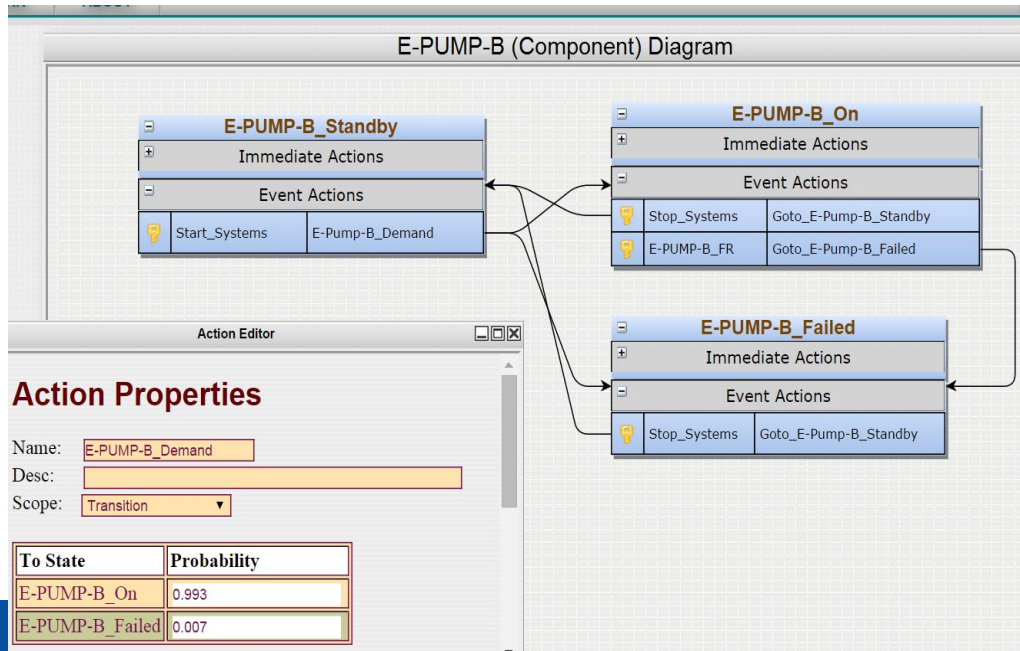 E-PUMP-B (Component) Diagram
E-PUMP-B_Standby
Immediate Actions
Event Actions
Start_Systems E-Pump-B_Demand
E-PUMP-B_On
Immediate Actions
Event Actions
Stop_Systems Goto_E-Pump-B_Standby
E-PUMP-B_FR Goto_E-Pump-B_Failed
E-PUMP-B_Failed
Immediate Actions
Event Actions
Stop_Systems Goto_E-Pump-B_Standby
Action Editor
Action Properties
Name: E-PUMP-B_Demand
Desc:
Scope: Transition
To State Probability
E-PUMP-B_On 0.993
E-PUMP-B_Failed 0.007